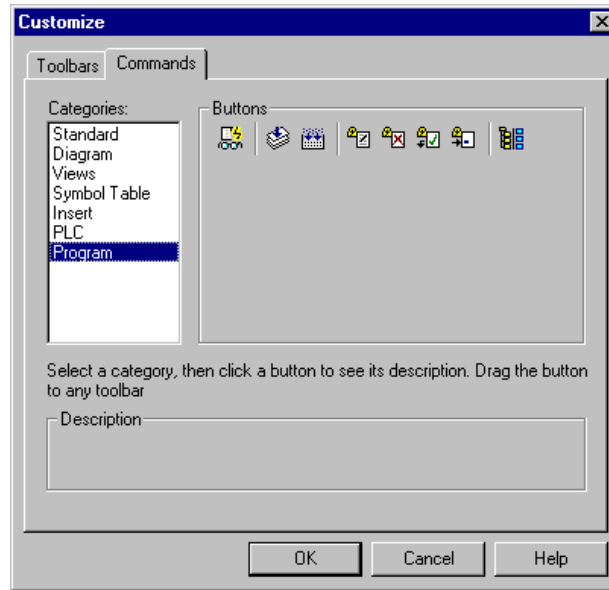 Customize
Toolbars
Commands
Categories:
Buttons
Standard
Diagram
Views
Symbol Table
Insert
PLC
Program
Select a category, then click a button to see its description. Drag the button
to any toolbar
Description
OK
Cancel
Help